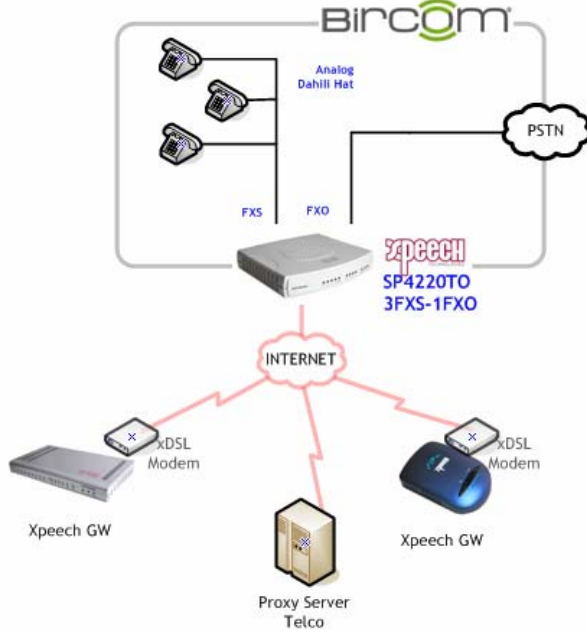 BIRCOM
Analog
Dahili Hat
PSTN
FXS
FXO
Xpeech
SP4220TO
3FXS-1FXO
INTERNET
xDSL
Modem
xDSL
Modem
Xpeech GW
Xpeech GW
Proxy Server
Telco